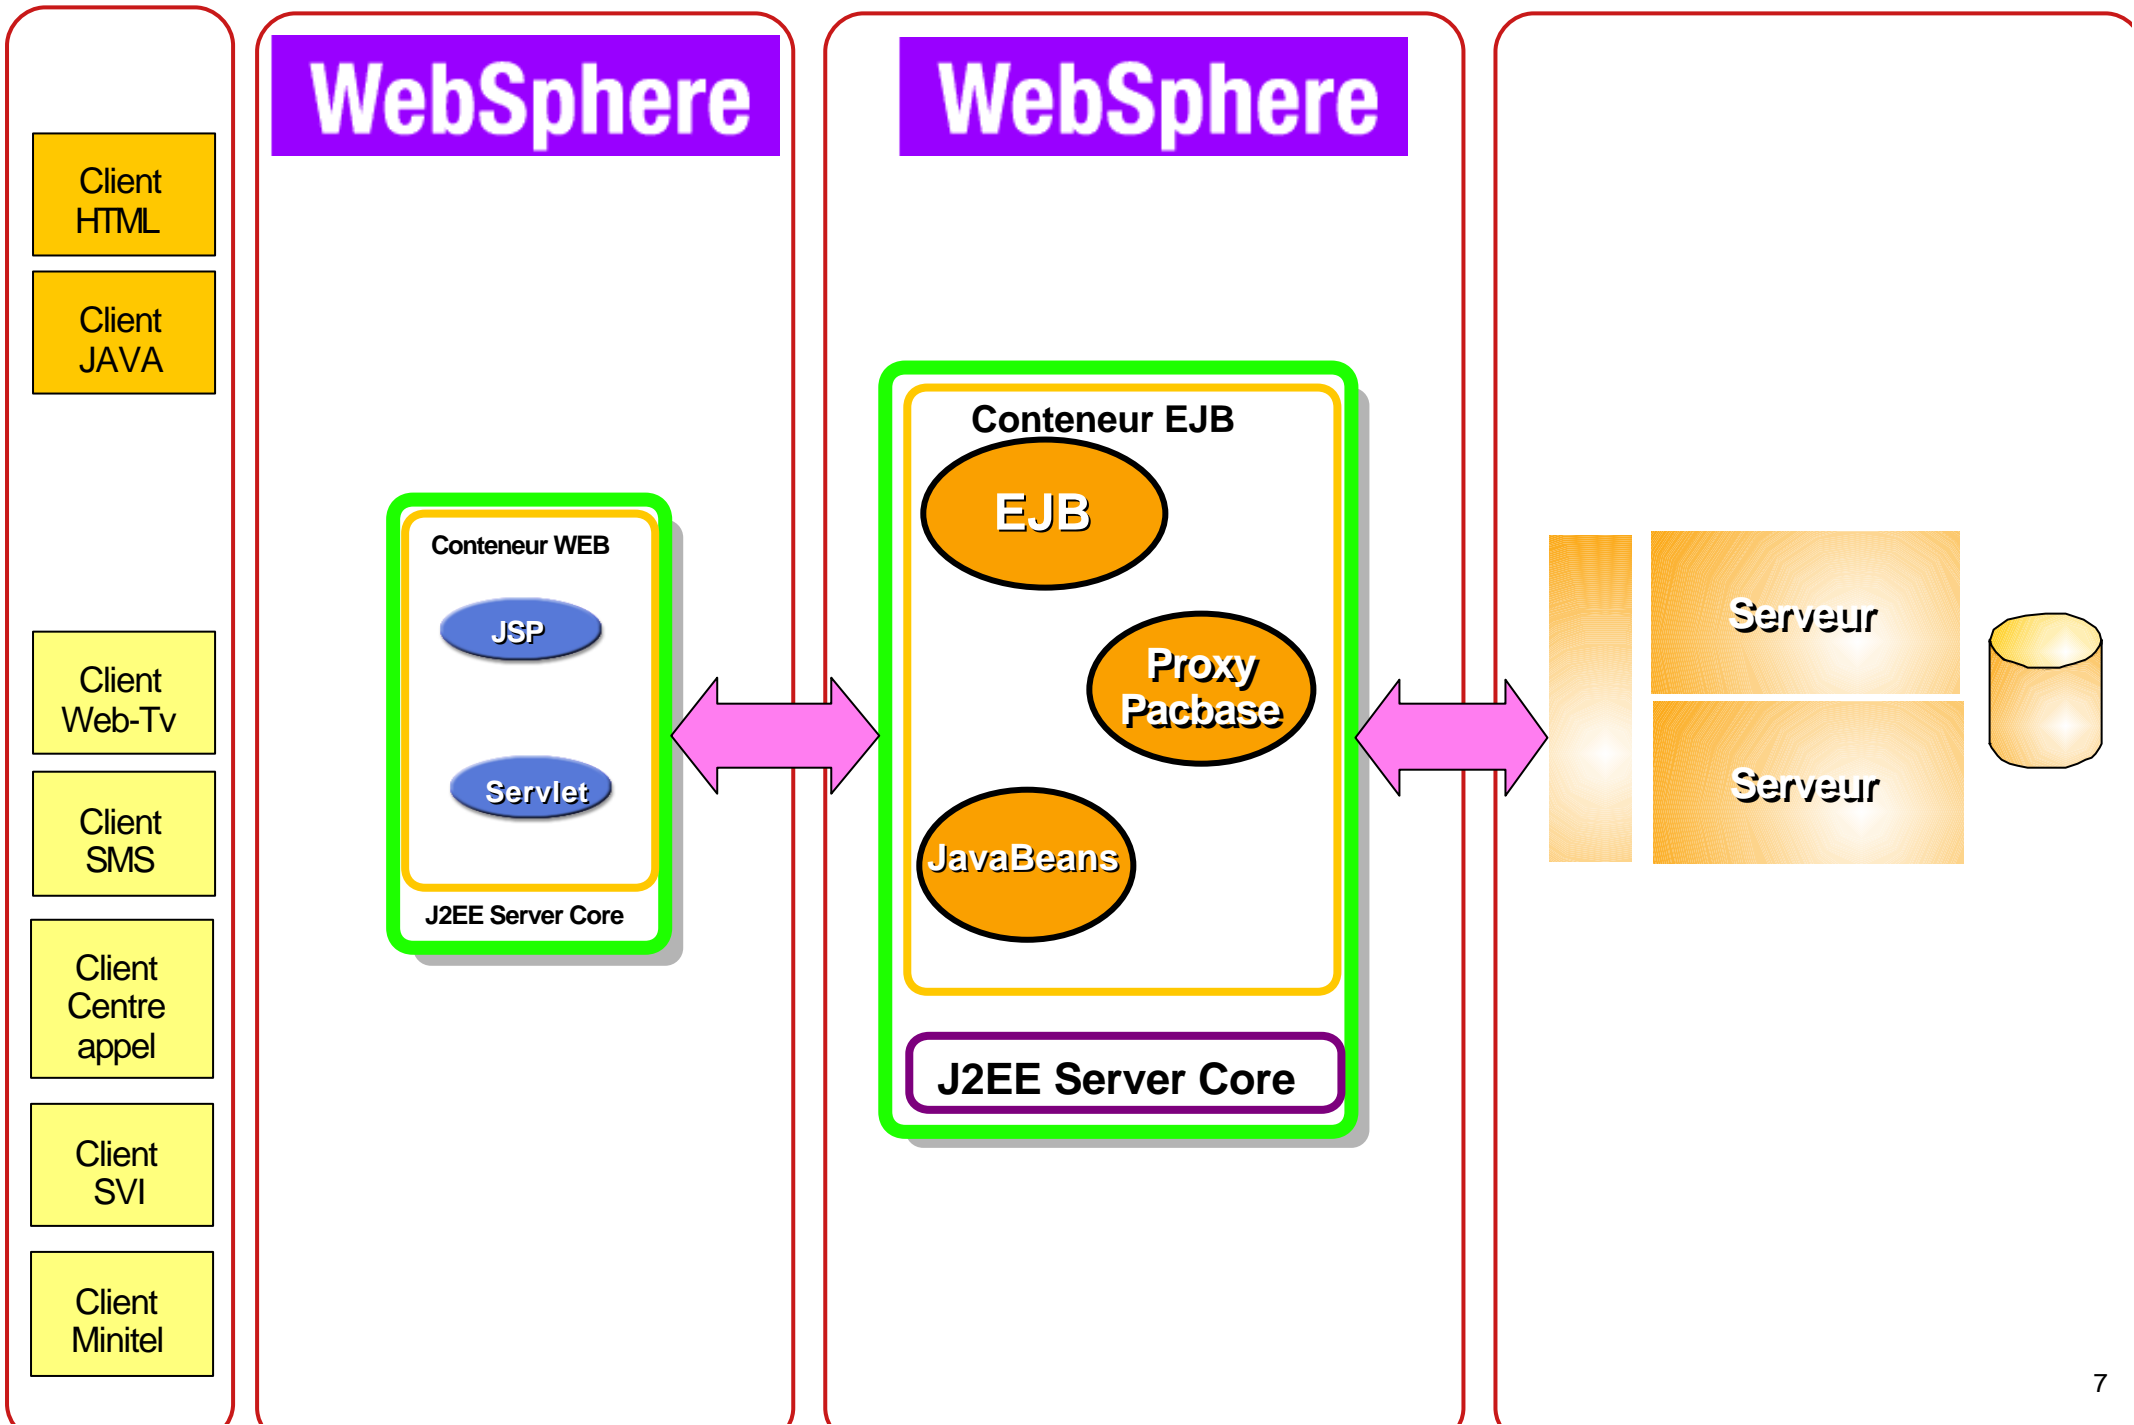 Client
HTML
Client
JAVA
Client
Web-Tv
Client
SMS
Client
Centre
appel
Client
SVI
Client
Minitel
WebSphere
Conteneur WEB
JSP
Servlet
J2EE Server Core
WebSphere
Conteneur EJB
EJB
Proxy
Pacbase
JavaBeans
J2EE Server Core
Serveur
Serveur
7